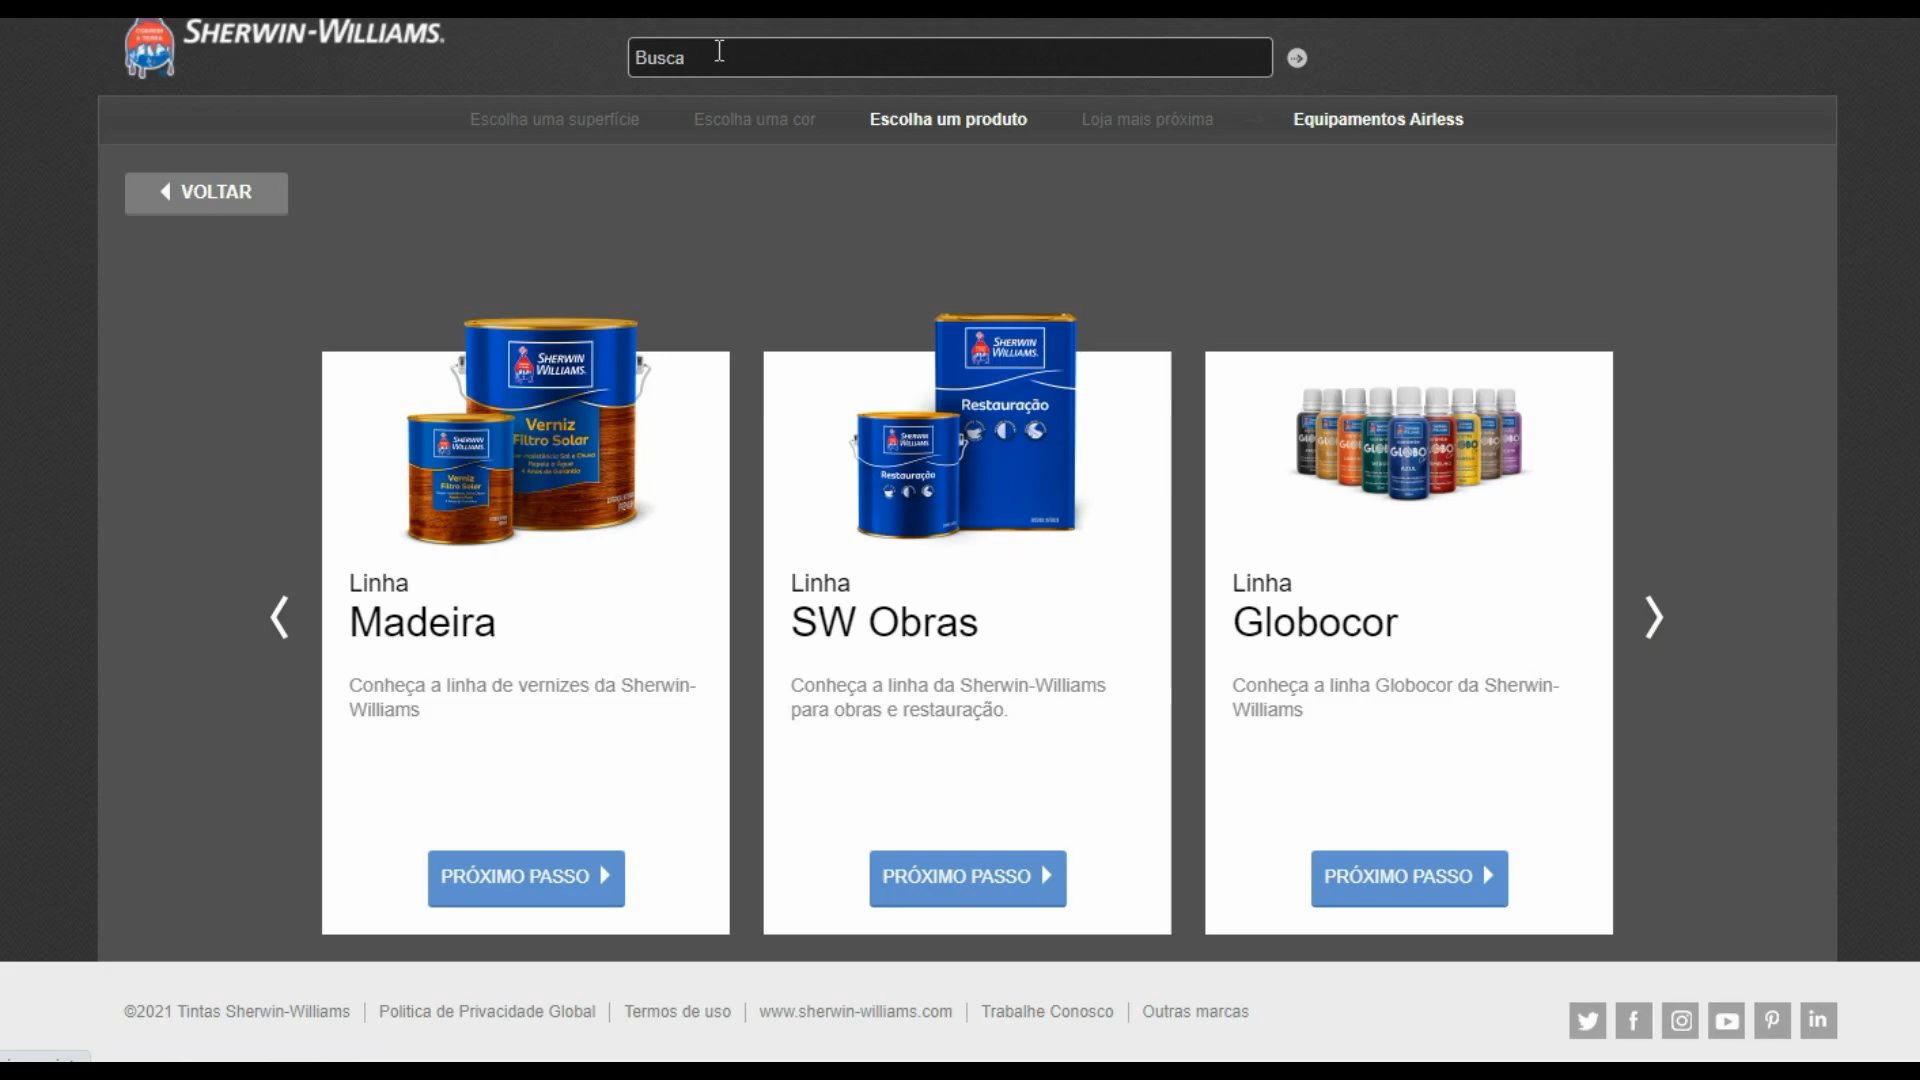 SHERWIN-WILLIAMS.
Busca
Escolha uma superfície
Escolha uma cor
Escolha um produto
Loja mais próxima
Equipamentos Airless
VOLTAR
SHERWIN
WILLIAMS.
Verniz
Filtro Solar
SHERWIN
WILLIAMS.
Verniz
Filtro Solar
SHERWIN
WILLIAMS.
Restauração
SHERWIN
WILLIAMS.
Restauração
GLOBO
AZUL
Linha
Madeira
Conheça a linha de vernizes da Sherwin-
Williams
PRÓXIMO PASSO
Linha
SW Obras
Conheça a linha da Sherwin-Williams
para obras e restauração.
PRÓXIMO PASSO
Linha
Globocor
Conheça a linha Globocor da Sherwin-
Williams
PRÓXIMO PASSO
©2021 Tintas Sherwin-Williams
Politica de Privacidade Global
Termos de uso
www.sherwin-williams.com
Trabalhe Conosco
Outras marcas